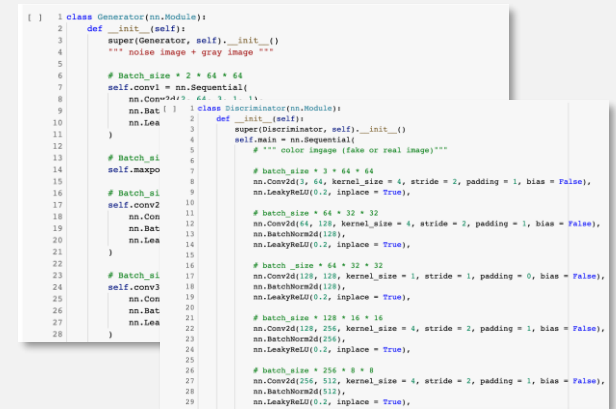 [ ] 1 class Generator(nn.Module):
2 def __init__(self):
3 super(Generator, self).__init__()
4 """ noise image + gray image """
5
6 # Batch_size * 2 * 64 * 64
7 self.conv1 = nn.Sequential(
8 nn.Conv2d(2, 64, 3, 1, 1),
9 nn.Bat
10 nn.Lea
11 )
12
13 # Batch_si
14 self.maxpo
15
16 # Batch_si
17 self.conv2
18 nn.Con
19 nn.Bat
20 nn.Lea
21 )
22
23 # Batch_si
24 self.conv3
25 nn.Con
26 nn.Bat
27 nn.Lea
28 )
[ ] 1 class Discriminator(nn.Module):
2 def __init__(self):
3 super(Discriminator, self).__init__()
4 self.main = nn.Sequential(
5 # """ color imgage (fake or real image)"""
6
7 # batch_size * 3 * 64 * 64
8 nn.Conv2d(3, 64, kernel_size = 4, stride = 2, padding = 1, bias = False),
9 nn.LeakyReLU(0.2, inplace = True),
10
11 # batch_size * 64 * 32 * 32
12 nn.Conv2d(64, 128, kernel_size = 4, stride = 2, padding = 1, bias = False),
13 nn.BatchNorm2d(128),
14 nn.LeakyReLU(0.2, inplace = True),
15
16 # batch _size * 64 * 32 * 32
17 nn.Conv2d(128, 128, kernel_size = 1, stride = 1, padding = 0, bias = False),
18 nn.BatchNorm2d(128),
19 nn.LeakyReLU(0.2, inplace = True),
20
21 # batch_size * 128 * 16 * 16
22 nn.Conv2d(128, 256, kernel_size = 4, stride = 2, padding = 1, bias = False),
23 nn.BatchNorm2d(256),
24 nn.LeakyReLU(0.2, inplace = True),
25
26 # batch_size * 256 * 8 * 8
27 nn.Conv2d(256, 512, kernel_size = 4, stride = 2, padding = 1, bias = False),
28 nn.BatchNorm2d(512),
29 nn.LeakyReLU(0.2, inplace = True),